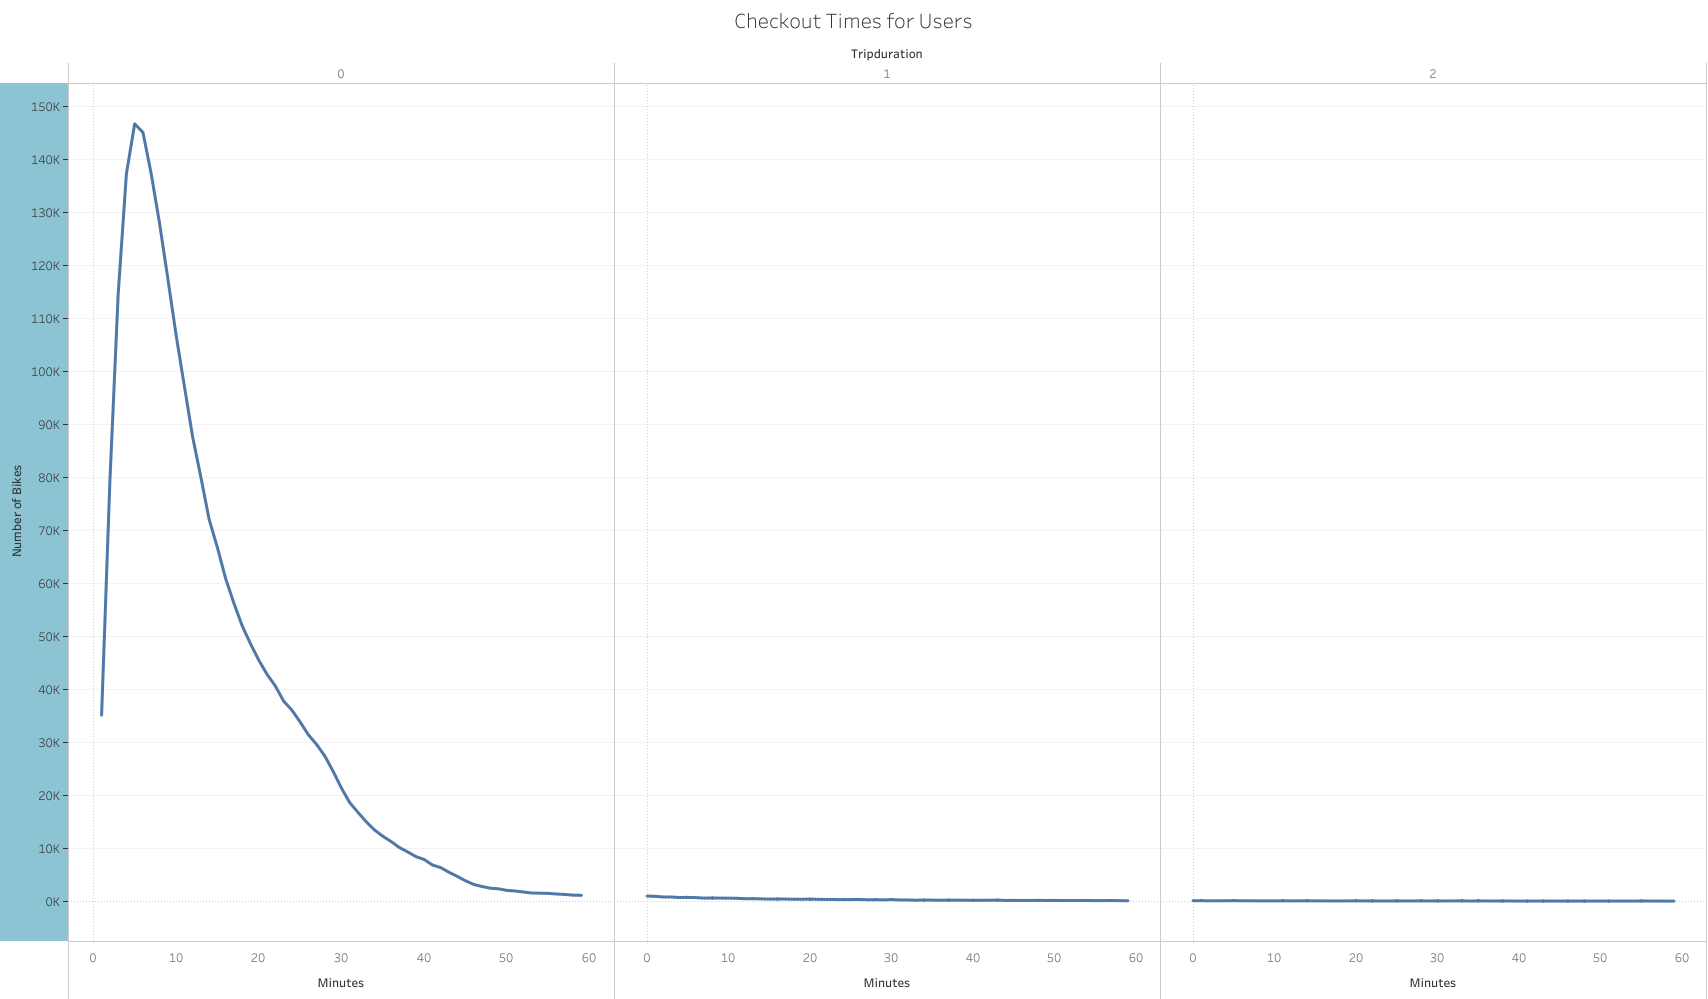 Checkout Times for Users
Tripduration
0 1 2
150K
140K
130K
120K
110K
100K
90K
80K
70K
60K
50K
40K
30K
20K
10K
0K
Number of Bikes
0 10 20 30 40 50 60 0 10 20 30 40 50 60 0 10 20 30 40 50 60
Minutes Minutes Minutes